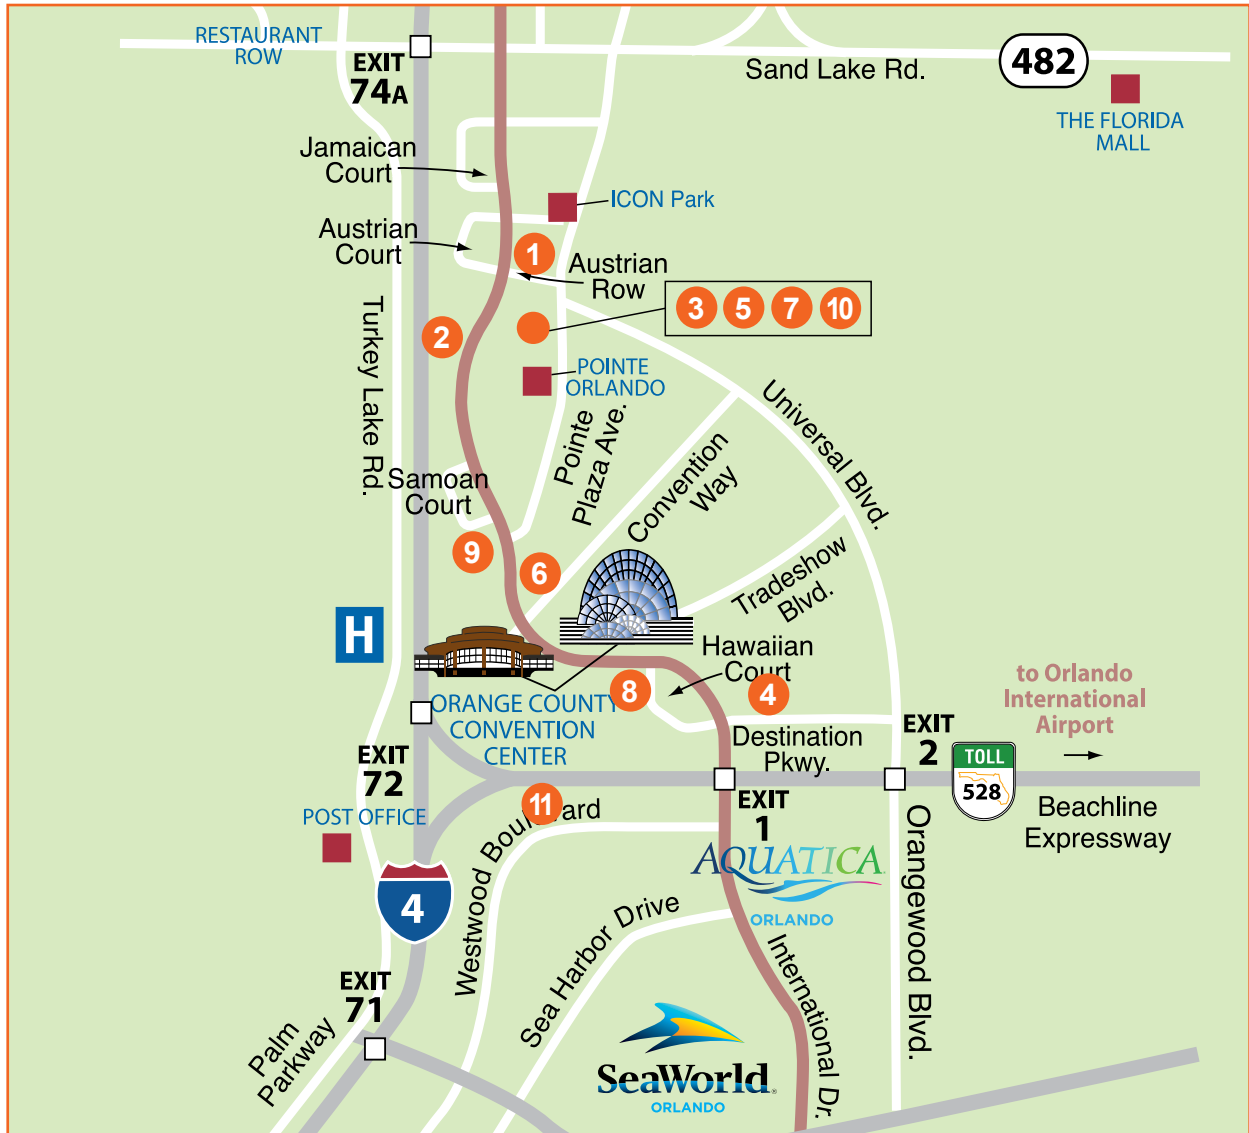 RESTAURANT
ROW
EXIT
74A
Sand Lake Rd.
482
THE FLORIDA
MALL
Jamaican
Court
ICON Park
Austrian
Court
1
Austrian
Row
3 5 7 10
2
Turkey Lake Rd.
POINTE
ORLANDO
Pointe
Plaza Ave.
Universal Blvd.
Convention
Way
Samoan
Court
9
6
Tradeshow
Blvd.
H
Hawaiian
Court
8
4
to Orlando
International
Airport
ORANGE COUNTY
CONVENTION
CENTER
EXIT
2
Destination
Pkwy.
TOLL
528
EXIT
72
EXIT
1
Beachline
Expressway
POST OFFICE
11
Westwood Boulevard
AQUATICA
ORLANDO
Orangewood Blvd.
4
Sea Harbor Drive
International Dr.
EXIT
71
Palm
Parkway
SeaWorld
ORLANDO